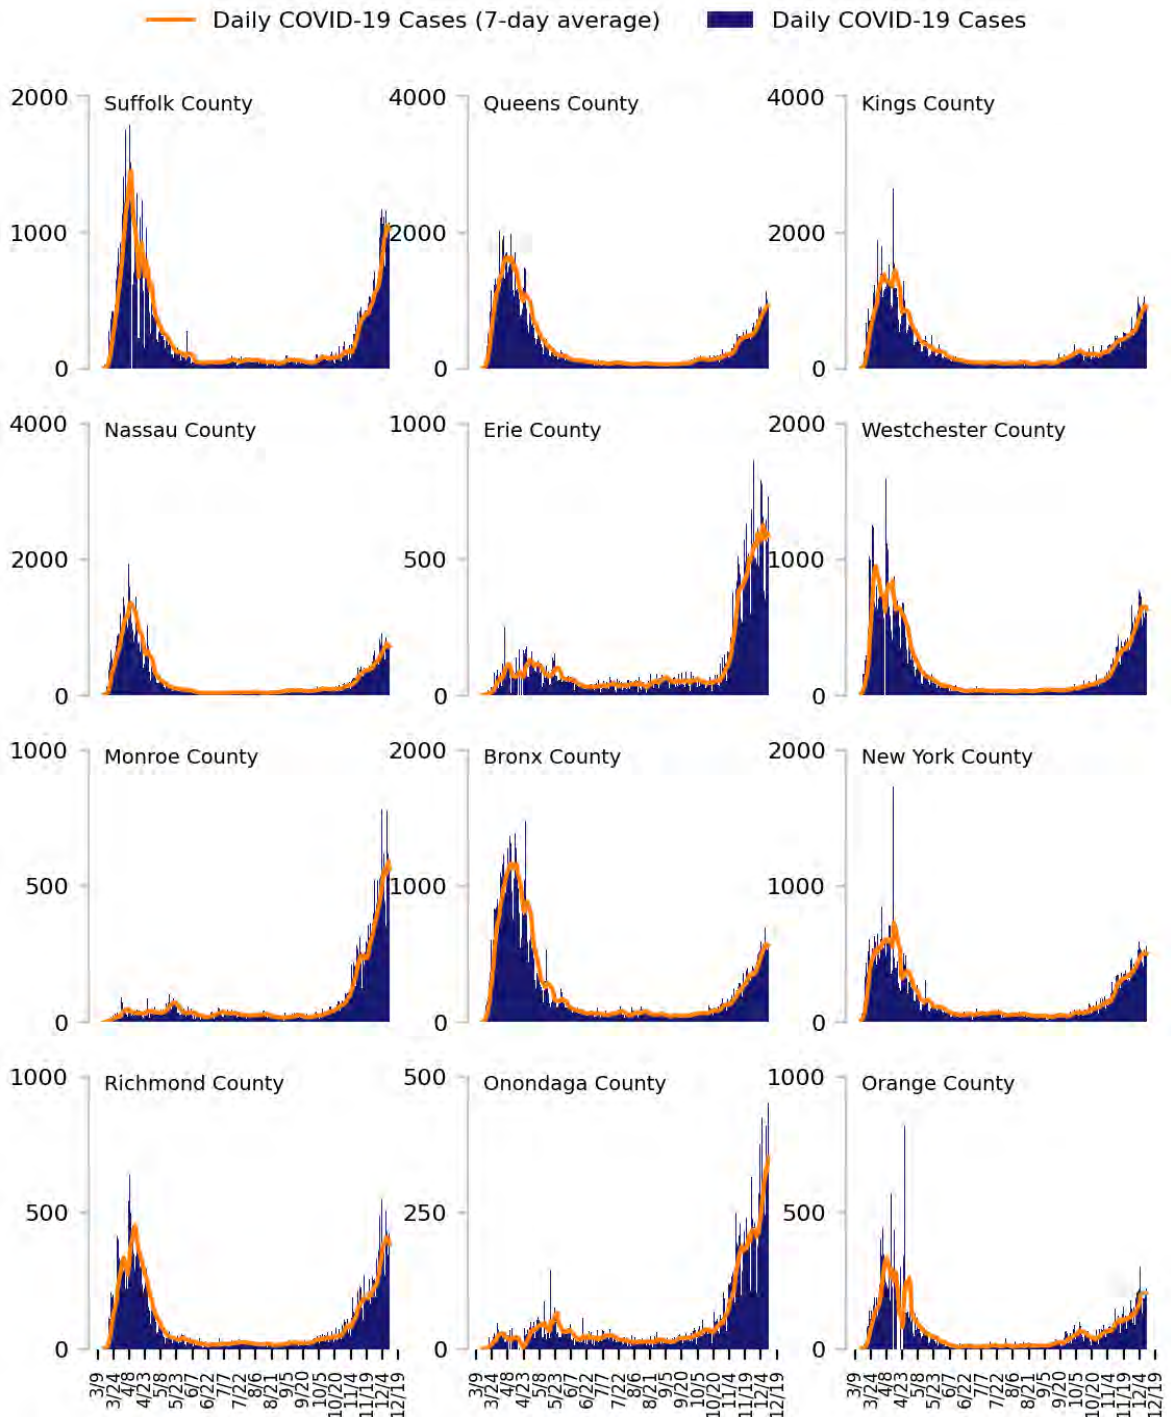 Daily COVID-19 Cases (7-day average) Daily COVID-19 Cases
2000 Suffolk County 4000 Queens County 4000 Kings County
1000 2000 2000
0 0 0
4000 Nassau County 1000 Erie County 2000 Westchester County
2000 500 1000
0 0 0
1000 Monroe County 2000 Bronx County 2000 New York County
500 1000 1000
0 0 0
1000 Richmond County 500 Onondaga County 1000 Orange County
500 250 500
0 0 0
3/9 3/24 4/8 4/23 5/8 5/23 6/7 6/22 7/7 7/22 8/6 8/21 9/5 9/20 10/5 10/20 11/4 11/19 12/4 12/19 3/9 3/24 4/8 4/23 5/8 5/23 6/7 6/22 7/7 7/22 8/6 8/21 9/5 9/20 10/5 10/20 11/4 11/19 12/4 12/19 3/9 3/24 4/8 4/23 5/8 5/23 6/7 6/22 7/7 7/22 8/6 8/21 9/5 9/20 10/5 10/20 11/4 11/19 12/4 12/19